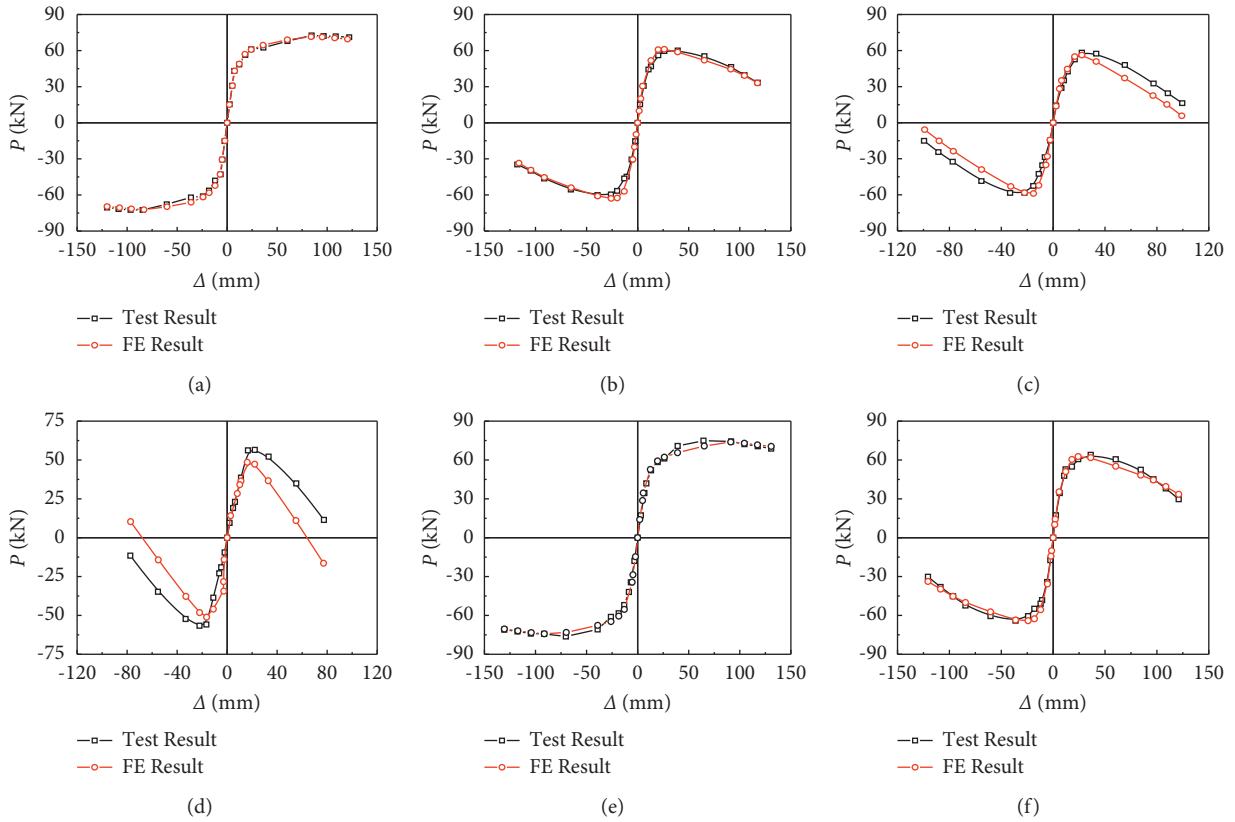 90
60
30
0
-30
-60
-90
P (kN)
-150 -100 -50 0 50 100 150
Δ (mm)
Test Result
FE Result
(a)
90
60
30
0
-30
-60
-90
P (kN)
-150 -100 -50 0 50 100 150
Δ (mm)
Test Result
FE Result
(b)
90
60
30
0
-30
-60
-90
P (kN)
-120 -80 -40 0 40 80 120
Δ (mm)
Test Result
FE Result
(c)
75
50
25
0
-25
-50
-75
P (kN)
-120 -80 -40 0 40 80 120
Δ (mm)
Test Result
FE Result
(d)
90
60
30
0
-30
-60
-90
P (kN)
-150 -100 -50 0 50 100 150
Δ (mm)
Test Result
FE Result
(e)
90
60
30
0
-30
-60
-90
P (kN)
-150 -100 -50 0 50 100 150
Δ (mm)
Test Result
FE Result
(f)